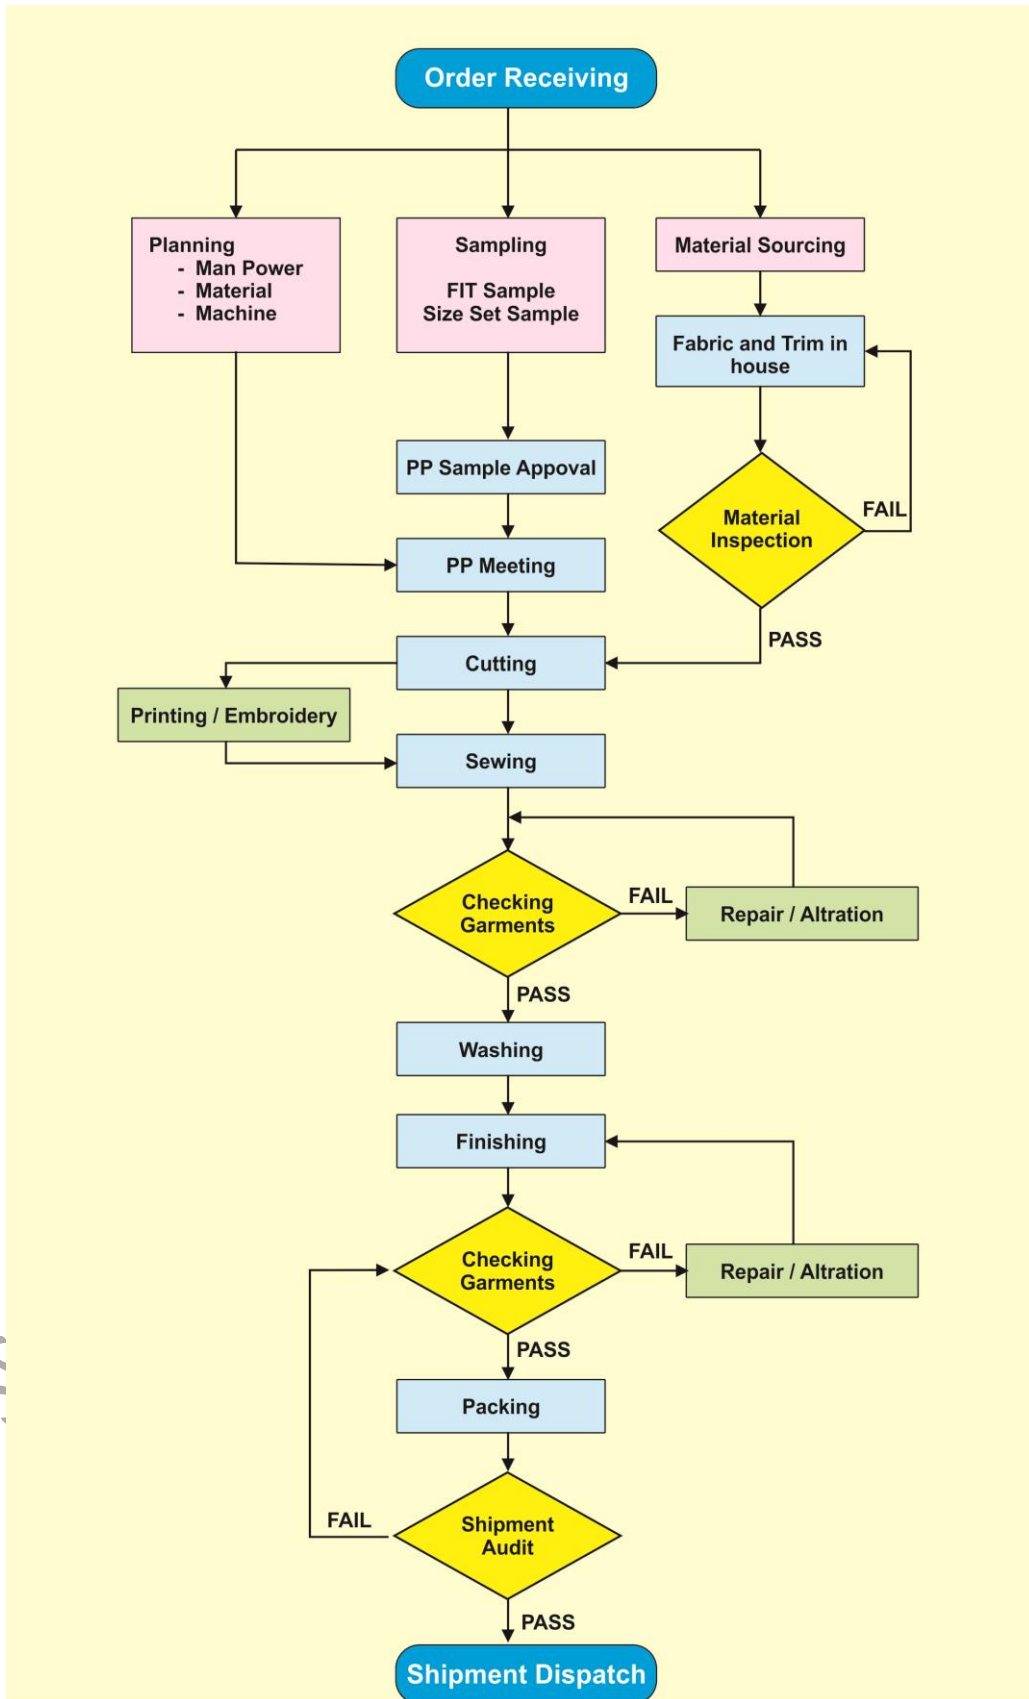 Order Receiving
Planning
- Man Power
- Material
- Machine
Sampling
FIT Sample
Size Set Sample
Material Sourcing
Fabric and Trim in
house
PP Sample Appoval
Material
Inspection
FAIL
PP Meeting
PASS
Cutting
Printing / Embroidery
Sewing
Checking
Garments
FAIL
Repair / Altration
PASS
Washing
Finishing
Checking
Garments
FAIL
Repair / Altration
PASS
Packing
Shipment
Audit
FAIL
PASS
Shipment Dispatch